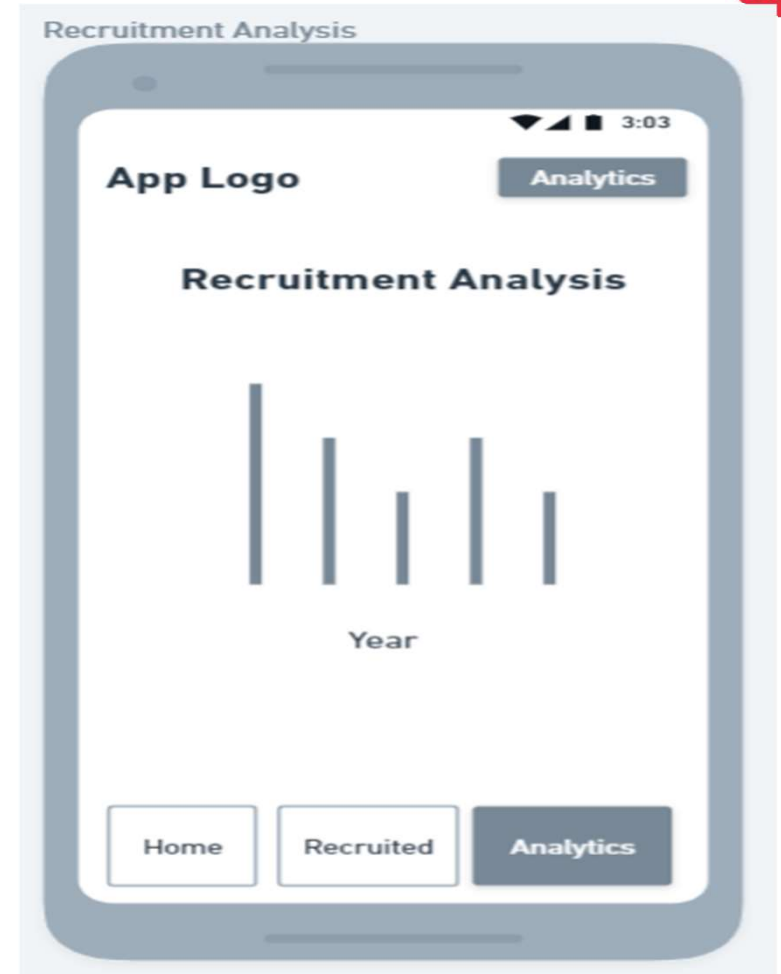 Recruitment Analysis
3:03
App Logo
Analytics
Recruitment Analysis
Year
Home
Recruited
Analytics